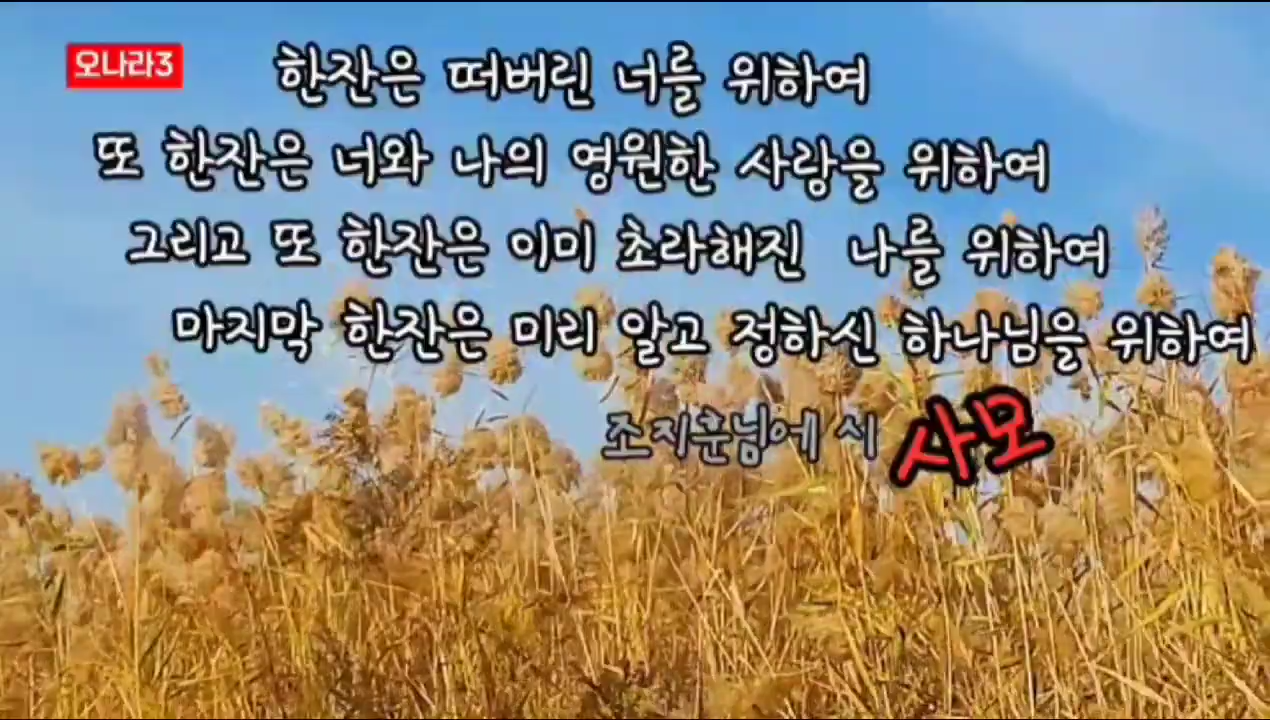 오나라3
한잔은 떠버린 너를 위하여
또 한잔은 너와 나의 영원한 사랑을 위하여
그리고 또 한잔은 이미 초라해진 나를 위하여
마지막 한잔은 미리 알고 정하신 하나님을 위하여
조지훈님에 시 사모